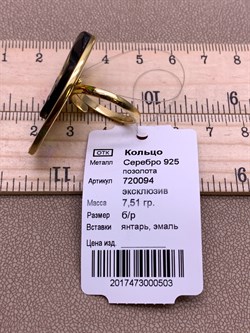 ОТК Кольцо
Металл Серебро 925
позолота
Артикул 720094
эксклюзив
Масса 7,51 гр.
Размер б/р
Вставки янтарь, эмаль
Цена изд.
2017473000503